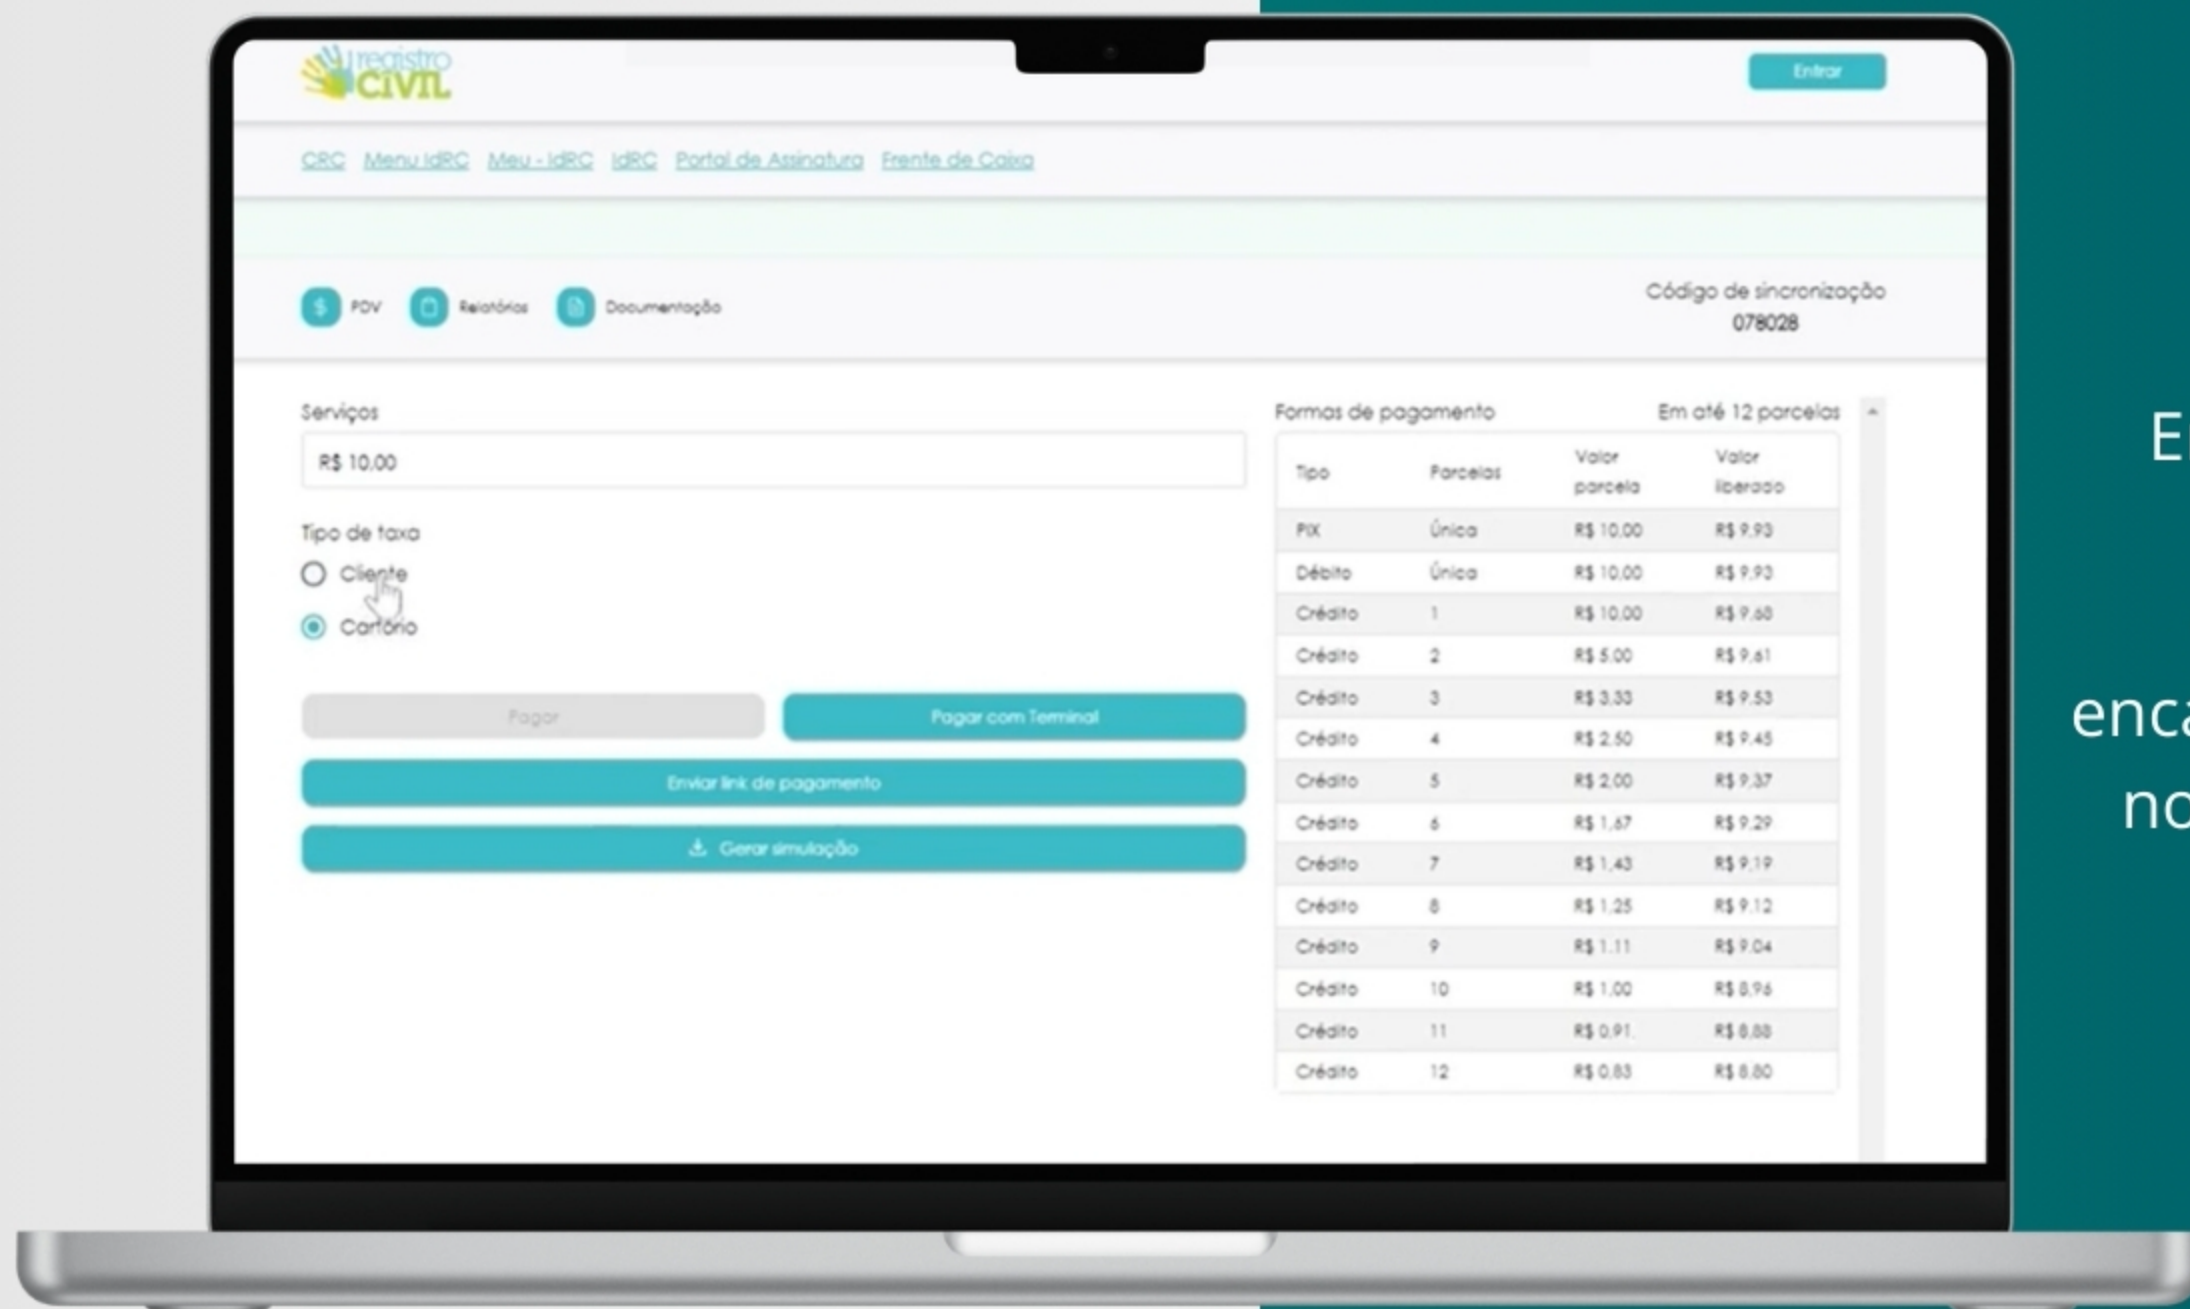 registro
CIVIL
Entrar
CRC Menu IdRC Meu - IdRC IdRC Portal de Assinatura Frente de Caixa
PDV Relatórios Documentação
Código de sincronização
078028
Serviços
R$ 10,00
Tipo de taxa
Cliente
Cartório
Pagar Pagar com Terminal
Enviar link de pagamento
Gerar simulação
Formas de pagamento Em até 12 parcelas
Tipo Parcelas Valor parcela Valor liberado
PIX Única R$ 10,00 R$ 9,93
Débito Única R$ 10,00 R$ 9,93
Crédito 1 R$ 10,00 R$ 9,68
Crédito 2 R$ 5,00 R$ 9,61
Crédito 3 R$ 3,33 R$ 9,53
Crédito 4 R$ 2,50 R$ 9,45
Crédito 5 R$ 2,00 R$ 9,37
Crédito 6 R$ 1,67 R$ 9,29
Crédito 7 R$ 1,43 R$ 9,19
Crédito 8 R$ 1,25 R$ 9,12
Crédito 9 R$ 1,11 R$ 9,04
Crédito 10 R$ 1,00 R$ 8,96
Crédito 11 R$ 0,91 R$ 8,88
Crédito 12 R$ 0,83 R$ 8,80